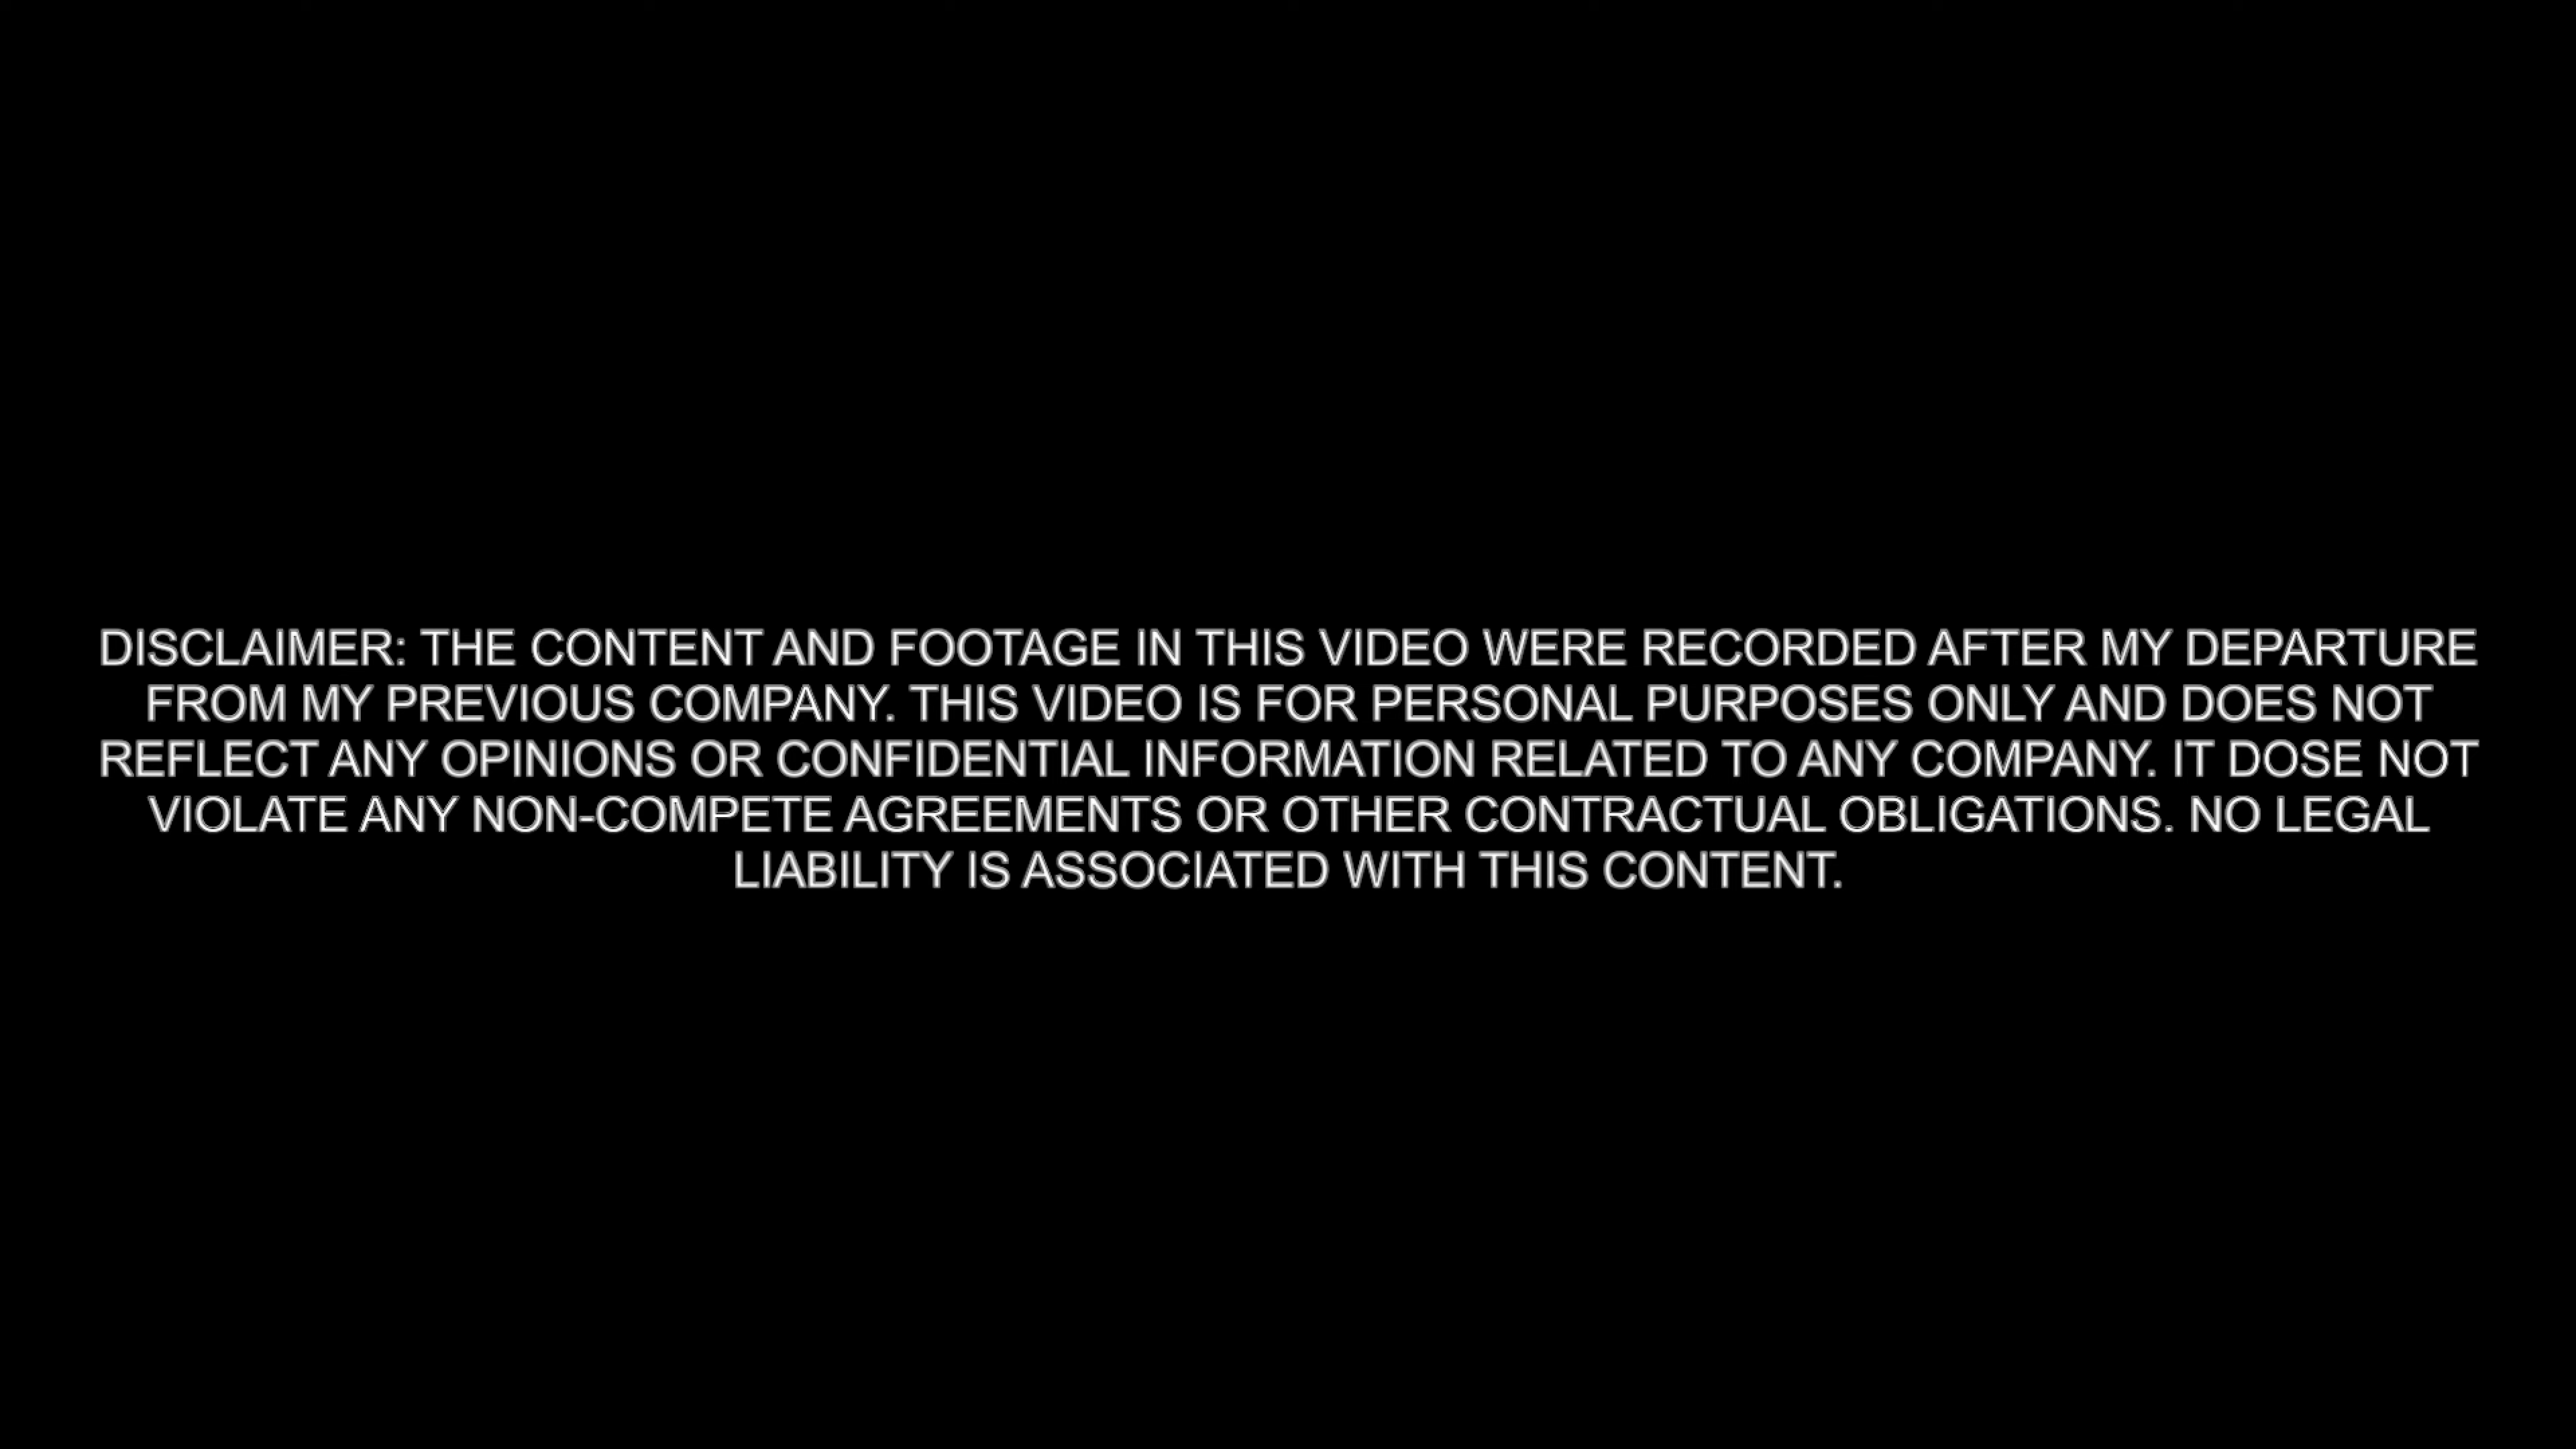 DISCLAIMER: THE CONTENT AND FOOTAGE IN THIS VIDEO WERE RECORDED AFTER MY DEPARTURE
FROM MY PREVIOUS COMPANY. THIS VIDEO IS FOR PERSONAL PURPOSES ONLY AND DOES NOT
REFLECT ANY OPINIONS OR CONFIDENTIAL INFORMATION RELATED TO ANY COMPANY. IT DOSE NOT
VIOLATE ANY NON-COMPETE AGREEMENTS OR OTHER CONTRACTUAL OBLIGATIONS. NO LEGAL
LIABILITY IS ASSOCIATED WITH THIS CONTENT.